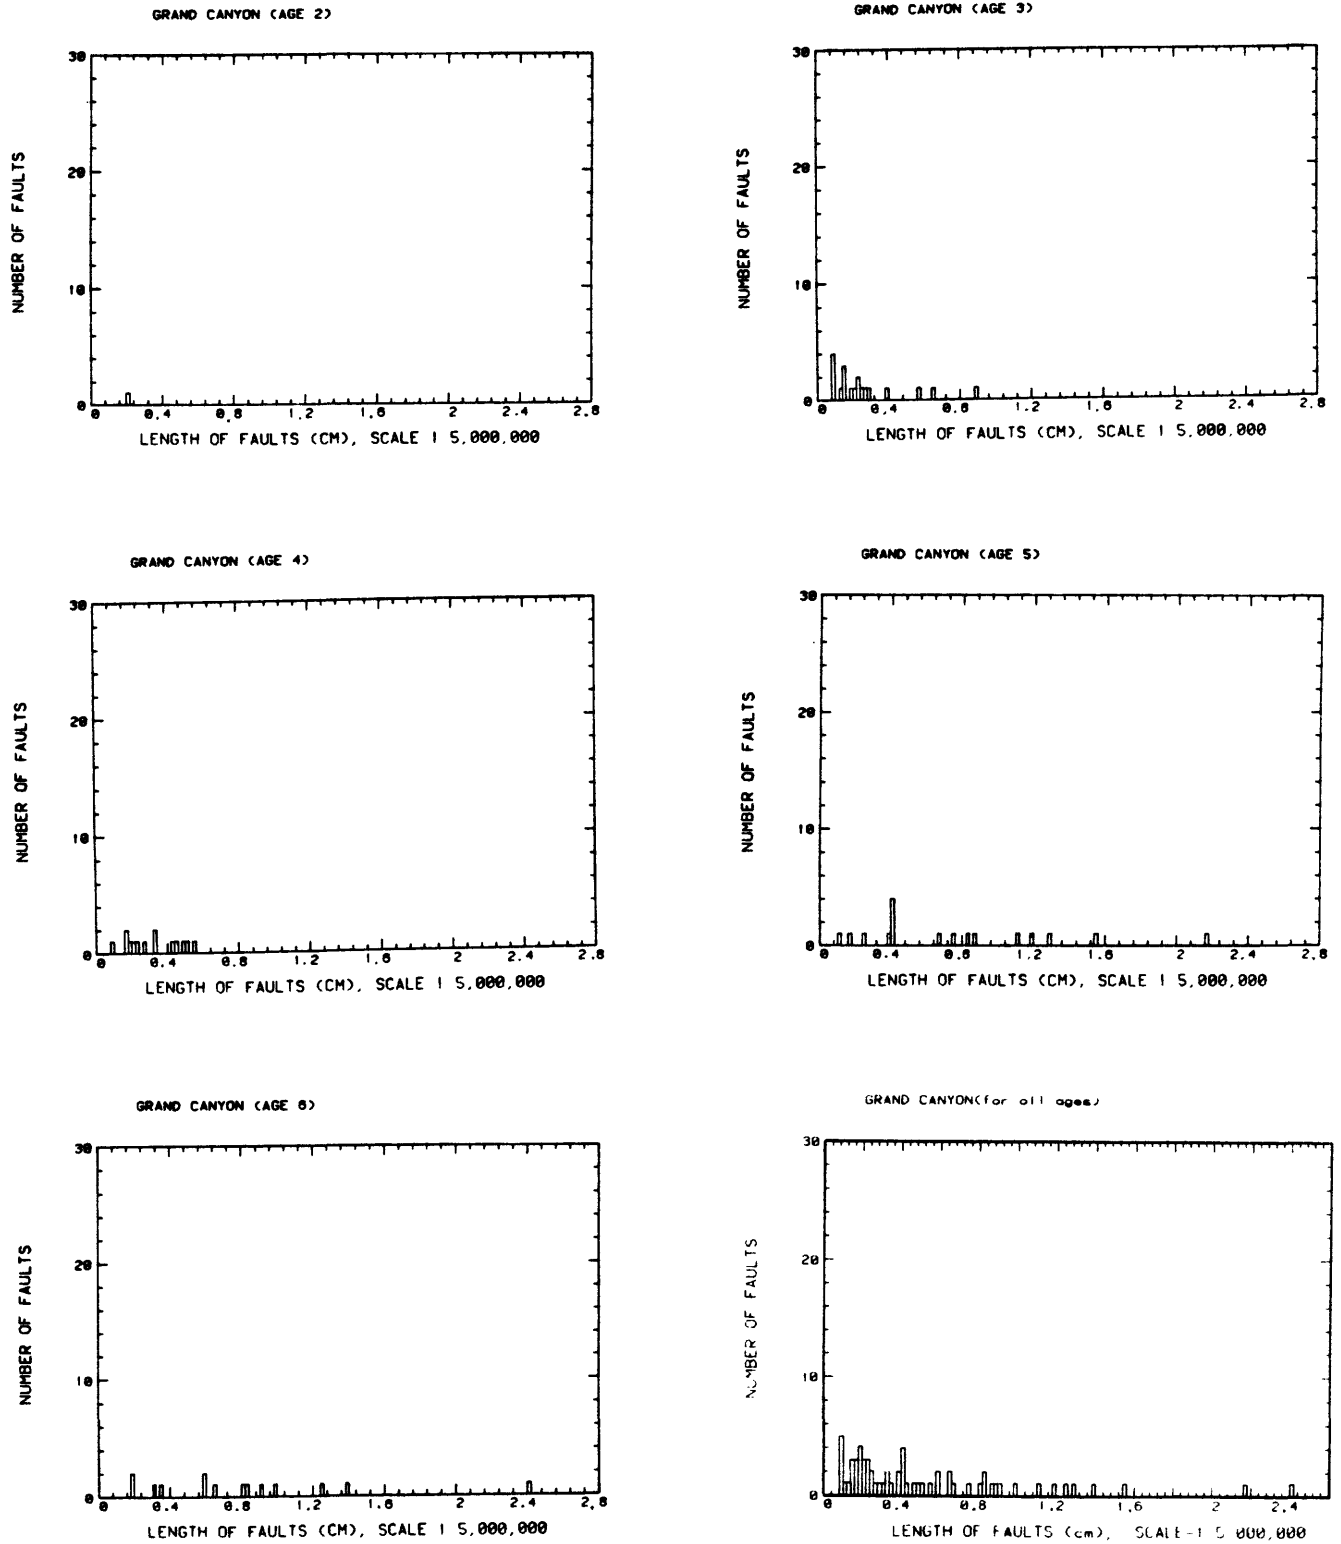 GRAND CANYON (AGE 2)
30
20
10
0
0 0.4 0.8 1.2 1.6 2 2.4 2.8
NUMBER OF FAULTS
LENGTH OF FAULTS (CM), SCALE 1 5,000,000
GRAND CANYON (AGE 3)
30
20
10
0
0 0.4 0.8 1.2 1.6 2 2.4 2.8
NUMBER OF FAULTS
LENGTH OF FAULTS (CM), SCALE 1 5,000,000
GRAND CANYON (AGE 4)
30
20
10
0
0.4 0.8 1.2 1.6 2 2.4 2.8
NUMBER OF FAULTS
LENGTH OF FAULTS (CM), SCALE 1 5,000,000
GRAND CANYON (AGE 5)
30
20
10
0
0 0.4 0.8 1.2 1.6 2 2.4 2.8
NUMBER OF FAULTS
LENGTH OF FAULTS (CM), SCALE 1 5,000,000
GRAND CANYON (AGE 6)
30
20
10
0
0 0.4 0.8 1.2 1.6 2 2.4 2.8
NUMBER OF FAULTS
LENGTH OF FAULTS (CM), SCALE 1 5,000,000
GRAND CANYON(for all ages)
30
20
10
0
0 0.4 0.8 1.2 1.6 2 2.4
NUMBER OF FAULTS
LENGTH OF FAULTS (cm), SCALE-1 5 000,000